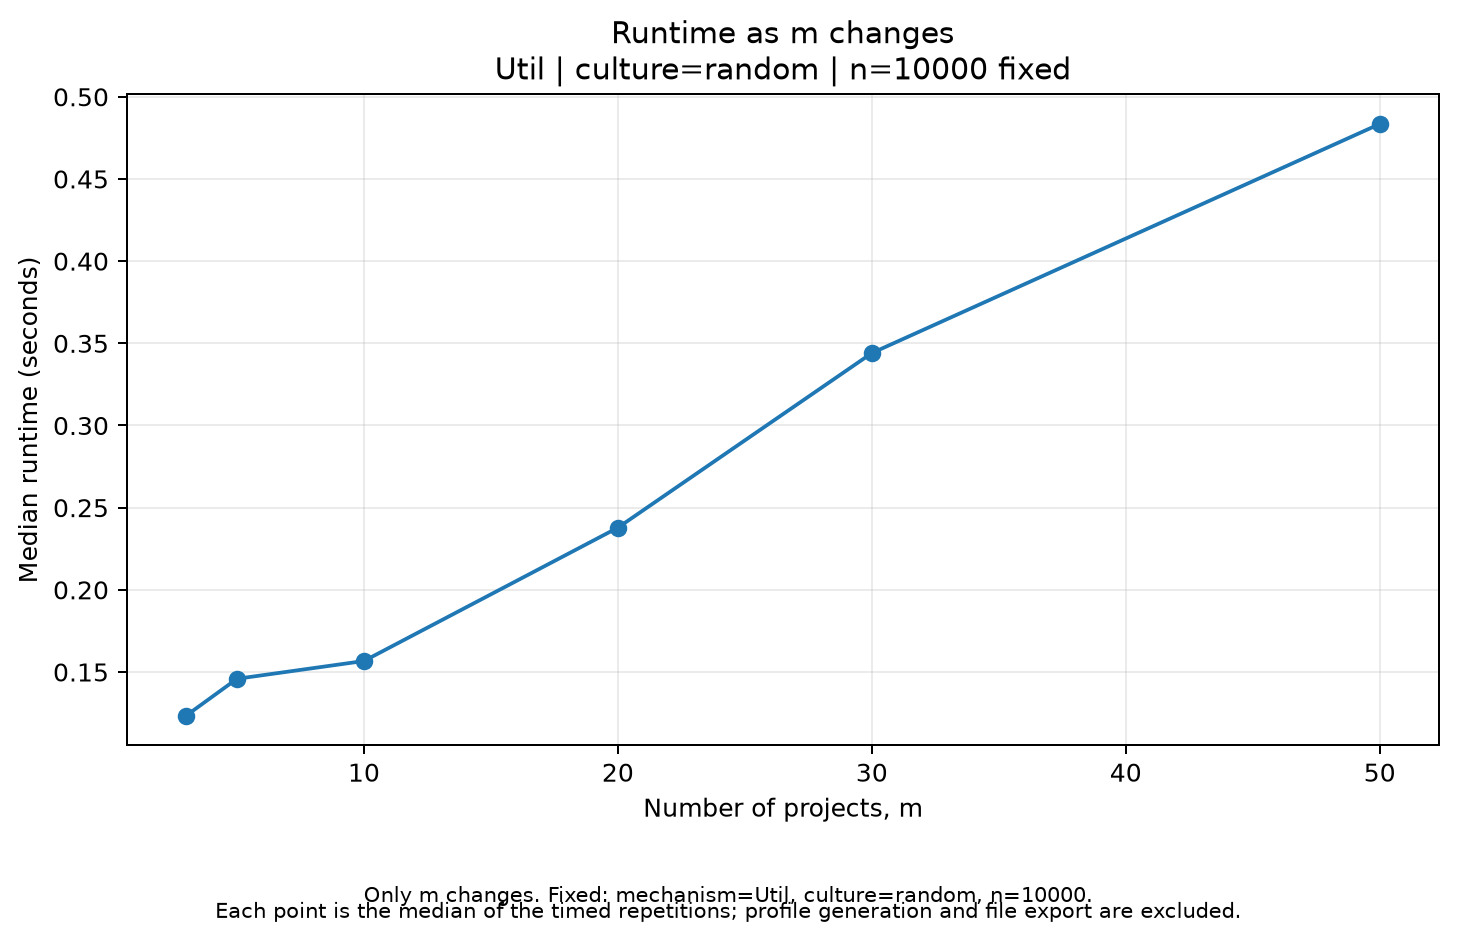 Runtime as m changes
Util | culture=random | n=10000 fixed
Median runtime (seconds)
0.50
0.45
0.40
0.35
0.30
0.25
0.20
0.15
10 20 30 40 50
Number of projects, m
Only m changes. Fixed: mechanism=Util, culture=random, n=10000.
Each point is the median of the timed repetitions; profile generation and file export are excluded.